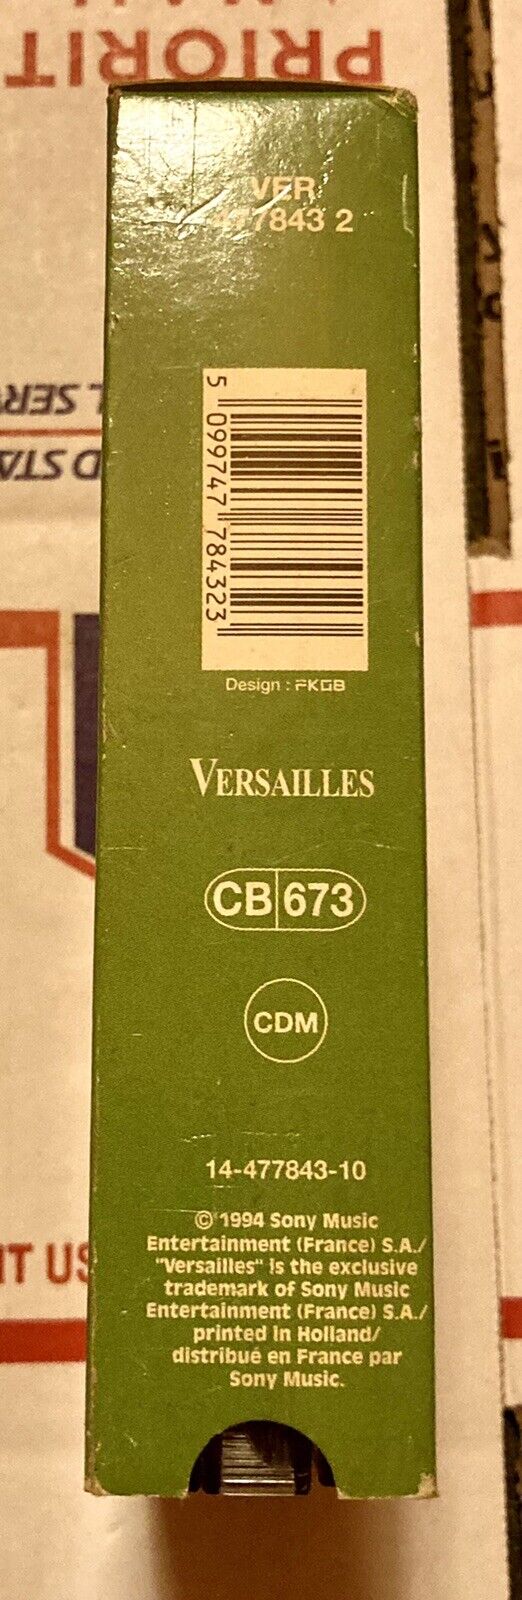 PRIORIT
VER
477843 2
5 099747 784323
Design : FKGB
VERSAILLES
CB 673
CDM
14-477843-10
© 1994 Sony Music
Entertainment (France) S.A./
"Versailles" is the exclusive
trademark of Sony Music
Entertainment (France) S.A./
printed in Holland/
distribué en France par
Sony Music.